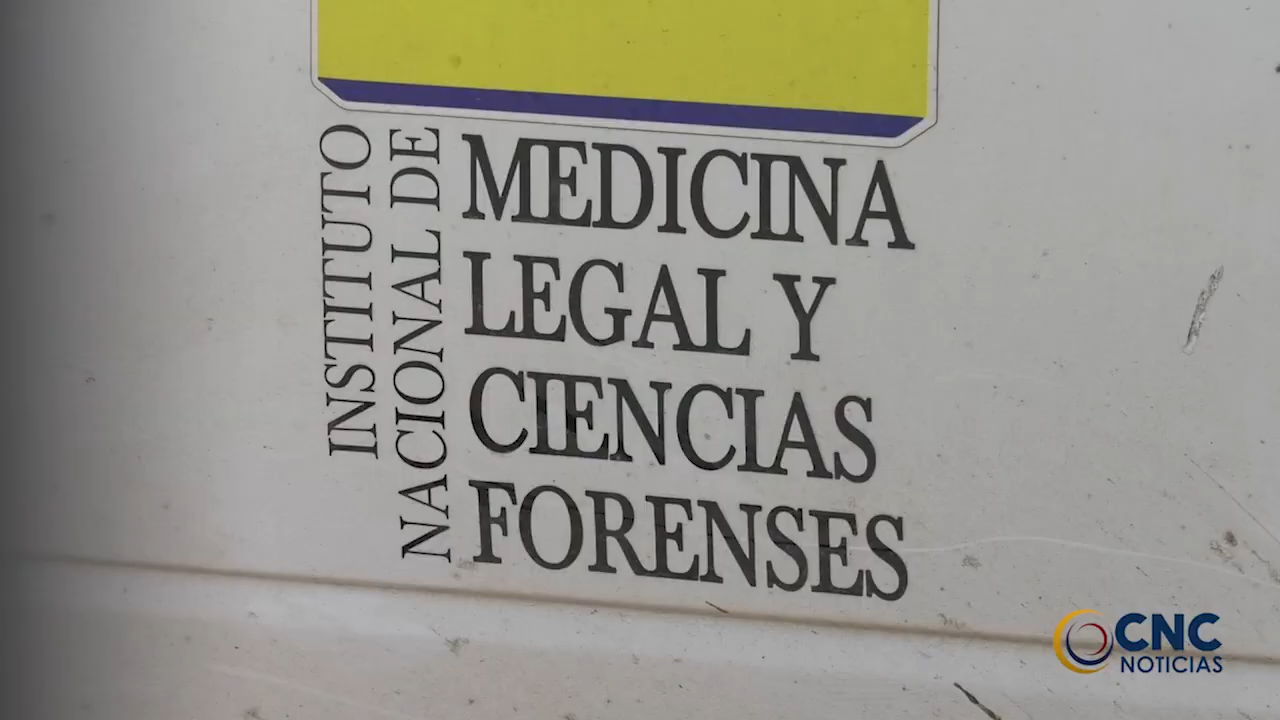 INSTITUTO
NACIONAL DE
MEDICINA
LEGAL Y
CIENCIAS
FORENSES
CNC
NOTICIAS